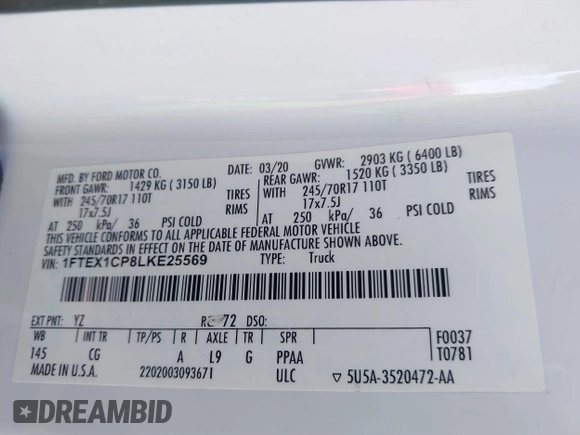 MFD. BY FORD MOTOR CO.
DATE: 03/20 GVWR: 2903 KG ( 6400 LB)
FRONT GAWR: 1429 KG ( 3150 LB) REAR GAWR: 1520 KG ( 3350 LB)
WITH 245/70R17 110T TIRES WITH 245/70R17 110T TIRES
17x7.5J RIMS 17x7.5J RIMS
AT 250 kPa/ 36 PSI COLD AT 250 kPa/ 36 PSI COLD
THIS VEHICLE CONFORMS TO ALL APPLICABLE FEDERAL MOTOR VEHICLE
SAFETY STANDARDS IN EFFECT ON THE DATE OF MANUFACTURE SHOWN ABOVE.
VIN: 1FTEX1CP8LKE25569 TYPE: Truck
EXT PNT: YZ 72 DSO:
WB INT TR TP/PS R AXLE TR SPR F0037
145 CG A L9 G PPAA T0781
MADE IN U.S.A. 2202003093671 ULC ▽ 5U5A-3520472-AA
DREAMBID